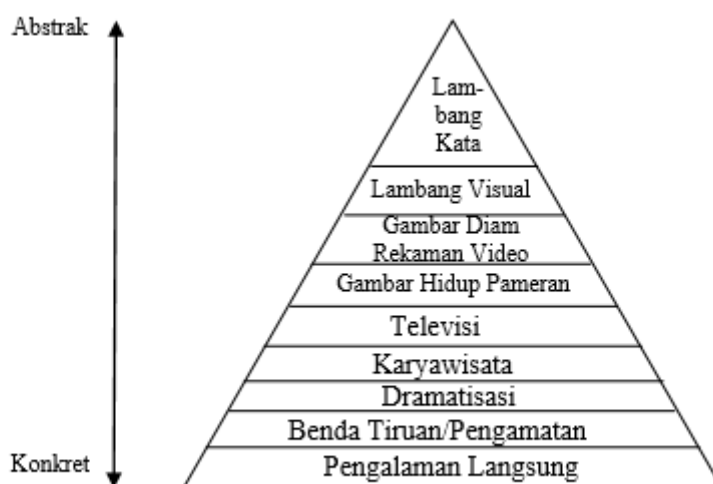 Abstrak
Lam-
bang
Kata
Lambang Visual
Gambar Diam
Rekaman Video
Gambar Hidup Pameran
Televisi
Karyawisata
Dramatisasi
Benda Tiruan/Pengamatan
Konkret
Pengalaman Langsung